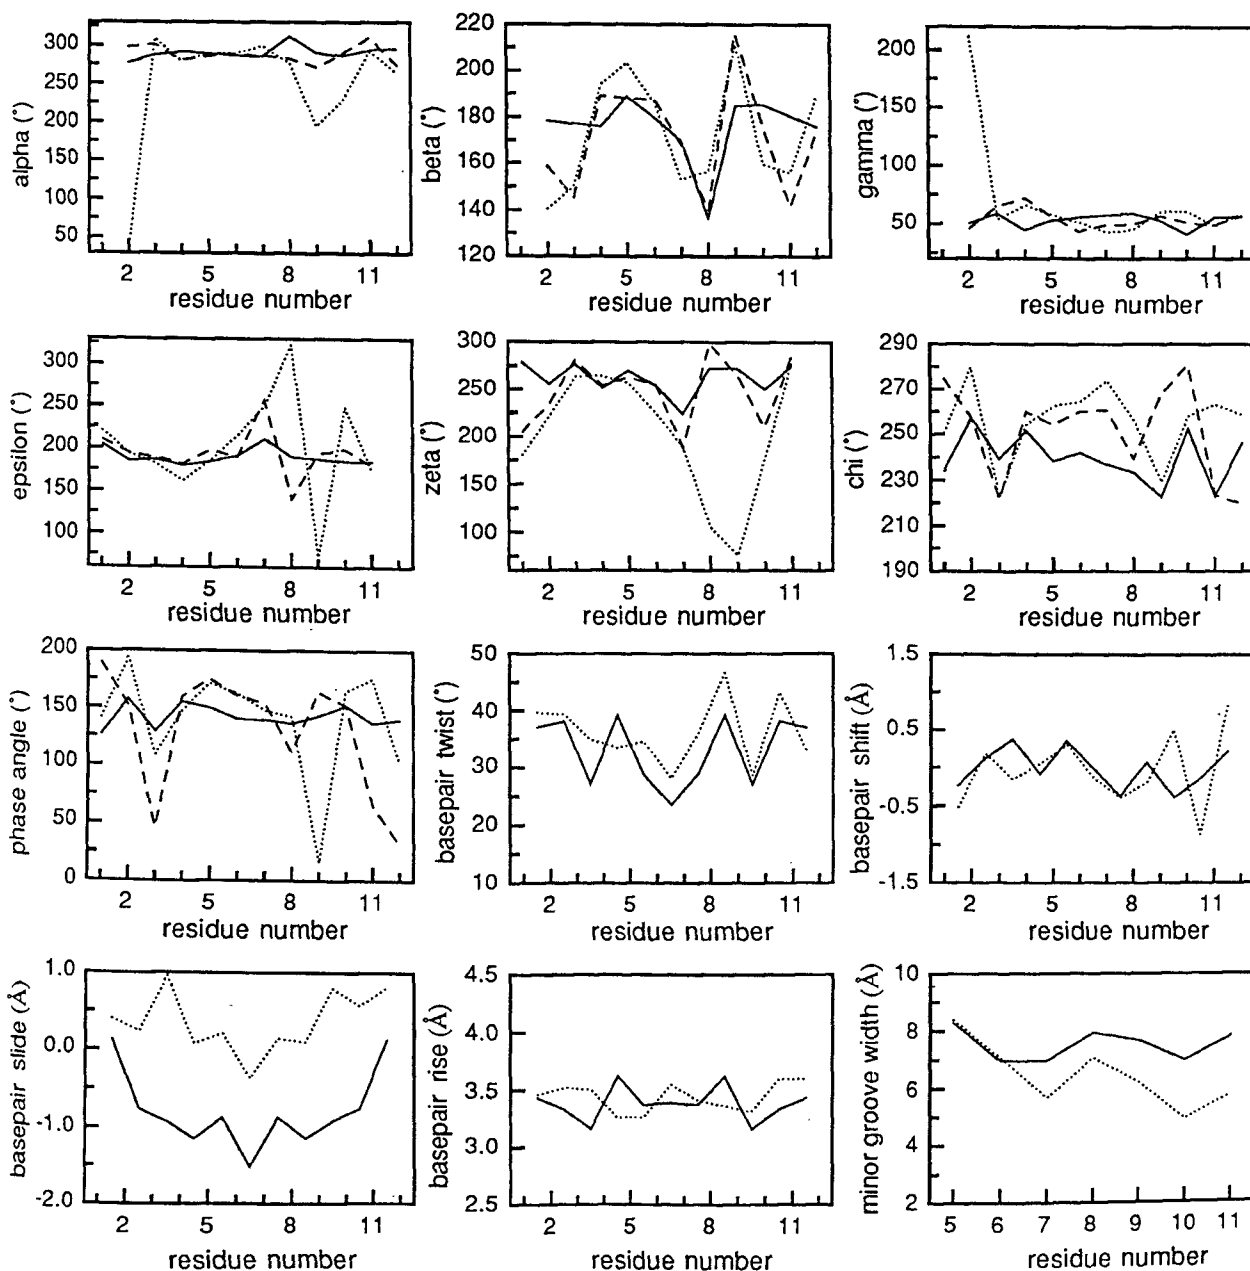 alpha (°)
300
250
200
150
100
50
2 5 8 11
residue number
beta (°)
220
200
180
160
140
120
2 5 8 11
residue number
gamma (°)
200
150
100
50
2 5 8 11
residue number
epsilon (°)
300
250
200
150
100
2 5 8 11
residue number
zeta (°)
300
250
200
150
100
2 5 8 11
residue number
chi (°)
290
270
250
230
210
190
2 5 8 11
residue number
phase angle (°)
200
150
100
50
0
2 5 8 11
residue number
basepair twist (°)
50
40
30
20
10
2 5 8 11
residue number
basepair shift (Å)
1.5
0.5
-0.5
-1.5
2 5 8 11
residue number
basepair slide (Å)
1.0
0.0
-1.0
-2.0
2 5 8 11
residue number
basepair rise (Å)
4.5
4.0
3.5
3.0
2.5
2 5 8 11
residue number
minor groove width (Å)
10
8
6
4
2
5 6 7 8 9 10 11
residue number